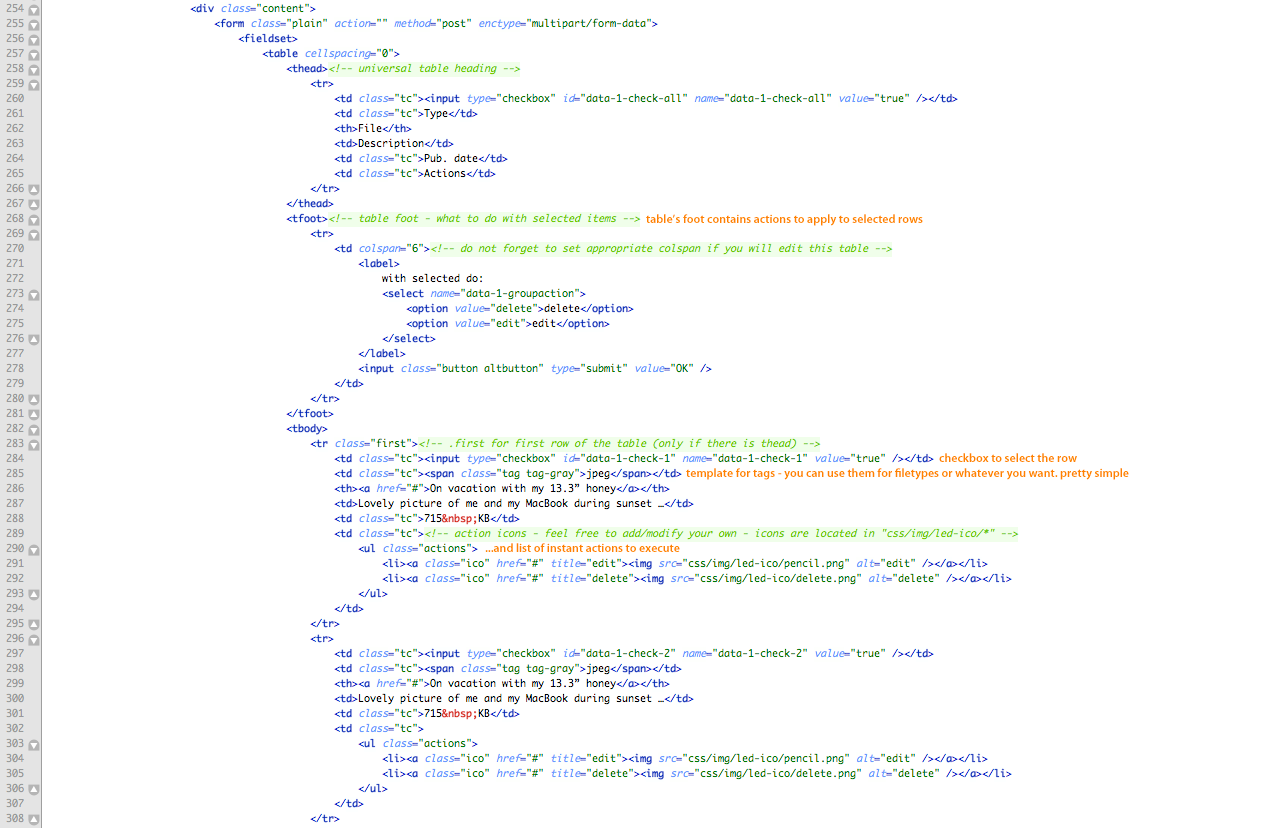 254 <div class="content">
255 <form class="plain" action="" method="post" enctype="multipart/form-data">
256 <fieldset>
257 <table cellspacing="0">
258 <thead><!-- universal table heading -->
259 <tr>
260 <td class="tc"><input type="checkbox" id="data-1-check-all" name="data-1-check-all" value="true" /></td>
261 <td class="tc">Type</td>
262 <th>File</th>
263 <td>Description</td>
264 <td class="tc">Pub. date</td>
265 <td class="tc">Actions</td>
266 </tr>
267 </thead>
268 <tfoot><!-- table foot - what to do with selected items --> table's foot contains actions to apply to selected rows
269 <tr>
270 <td colspan="6"><!-- do not forget to set appropriate colspan if you will edit this table -->
271 <label>
272 with selected do:
273 <select name="data-1-groupaction">
274 <option value="delete">delete</option>
275 <option value="edit">edit</option>
276 </select>
277 </label>
278 <input class="button altbutton" type="submit" value="OK" />
279 </td>
280 </tr>
281 </tfoot>
282 <tbody>
283 <tr class="first"><!-- .first for first row of the table (only if there is thead) -->
284 <td class="tc"><input type="checkbox" id="data-1-check-1" name="data-1-check-1" value="true" /></td> checkbox to select the row
285 <td class="tc"><span class="tag tag-gray">jpeg</span></td> template for tags - you can use them for filetypes or whatever you want. pretty simple
286 <th><a href="#">On vacation with my 13.3” honey</a></th>
287 <td>Lovely picture of me and my MacBook during sunset …</td>
288 <td class="tc">715&nbsp;KB</td>
289 <td class="tc"><!-- action icons - feel free to add/modify your own - icons are located in "css/img/led-ico/*" -->
290 <ul class="actions"> ...and list of instant actions to execute
291 <li><a class="ico" href="#" title="edit"><img src="css/img/led-ico/pencil.png" alt="edit" /></a></li>
292 <li><a class="ico" href="#" title="delete"><img src="css/img/led-ico/delete.png" alt="delete" /></a></li>
293 </ul>
294 </td>
295 </tr>
296 <tr>
297 <td class="tc"><input type="checkbox" id="data-1-check-2" name="data-1-check-2" value="true" /></td>
298 <td class="tc"><span class="tag tag-gray">jpeg</span></td>
299 <th><a href="#">On vacation with my 13.3” honey</a></th>
300 <td>Lovely picture of me and my MacBook during sunset …</td>
301 <td class="tc">715&nbsp;KB</td>
302 <td class="tc">
303 <ul class="actions">
304 <li><a class="ico" href="#" title="edit"><img src="css/img/led-ico/pencil.png" alt="edit" /></a></li>
305 <li><a class="ico" href="#" title="delete"><img src="css/img/led-ico/delete.png" alt="delete" /></a></li>
306 </ul>
307 </td>
308 </tr>